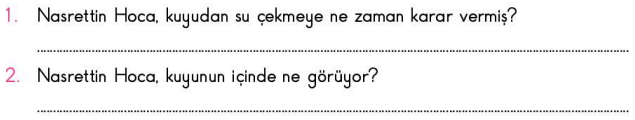 1. Nasrettin Hoca, kuyudan su çekmeye ne zaman karar vermiş?
2. Nasrettin Hoca, kuyunun içinde ne görüyor?